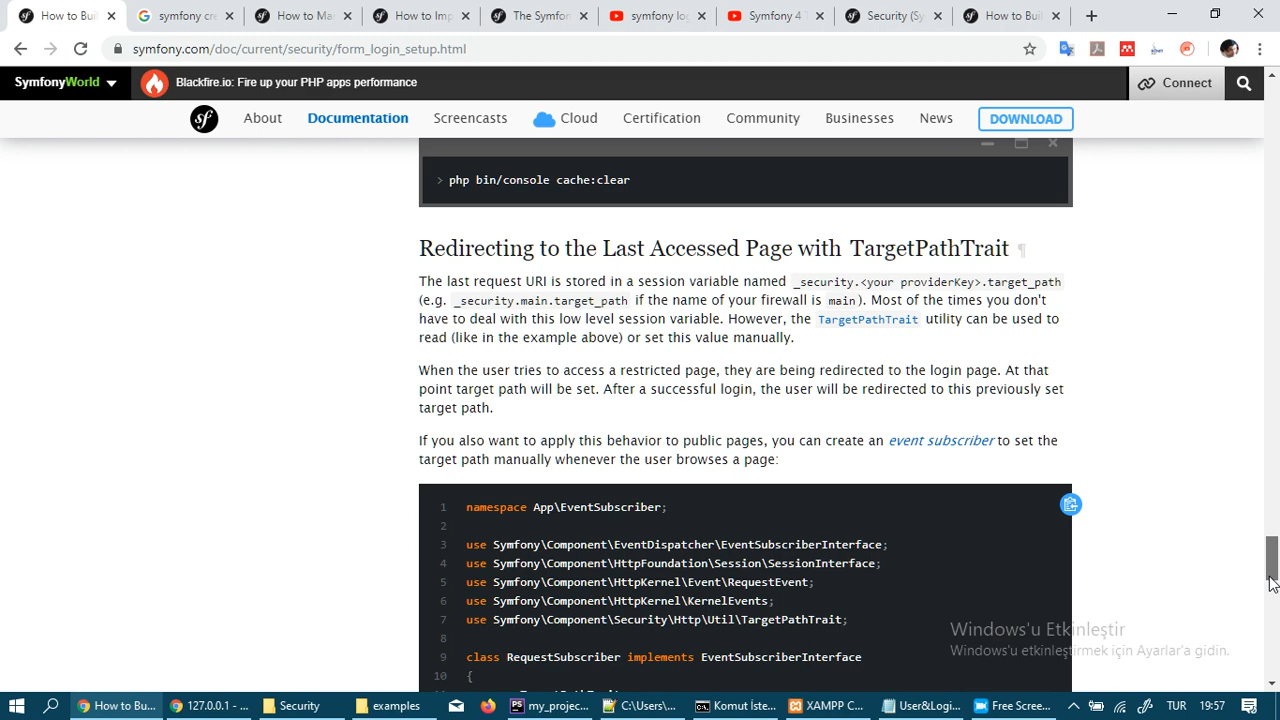 How to Bui
symfony cre
How to Ma
How to Imp
The Symfon
symfony log
Symfony 4 T
Security (Sy
How to Buil
symfony.com/doc/current/security/form_login_setup.html
SymfonyWorld
Blackfire.io: Fire up your PHP apps performance
Connect
sf
About
Documentation
Screencasts
Cloud
Certification
Community
Businesses
News
DOWNLOAD
> php bin/console cache:clear
Redirecting to the Last Accessed Page with TargetPathTrait ¶
The last request URI is stored in a session variable named _security.<your providerKey>.target_path
(e.g. _security.main.target_path if the name of your firewall is main). Most of the times you don't
have to deal with this low level session variable. However, the TargetPathTrait utility can be used to
read (like in the example above) or set this value manually.
When the user tries to access a restricted page, they are being redirected to the login page. At that
point target path will be set. After a successful login, the user will be redirected to this previously set
target path.
If you also want to apply this behavior to public pages, you can create an event subscriber to set the
target path manually whenever the user browses a page:
1 namespace App\EventSubscriber;
2
3 use Symfony\Component\EventDispatcher\EventSubscriberInterface;
4 use Symfony\Component\HttpFoundation\Session\SessionInterface;
5 use Symfony\Component\HttpKernel\Event\RequestEvent;
6 use Symfony\Component\HttpKernel\KernelEvents;
7 use Symfony\Component\Security\Http\Util\TargetPathTrait;
8
9 class RequestSubscriber implements EventSubscriberInterface
10 {
Windows'u Etkinleştir
Windows'u etkinleştirmek için Ayarlar'a gidin.
How to Bu...
127.0.0.1 - ...
Security
examples
my_projec...
C:\Users\...
Komut İste...
XAMPP C...
User&Logi...
Free Scree...
TUR
19:57